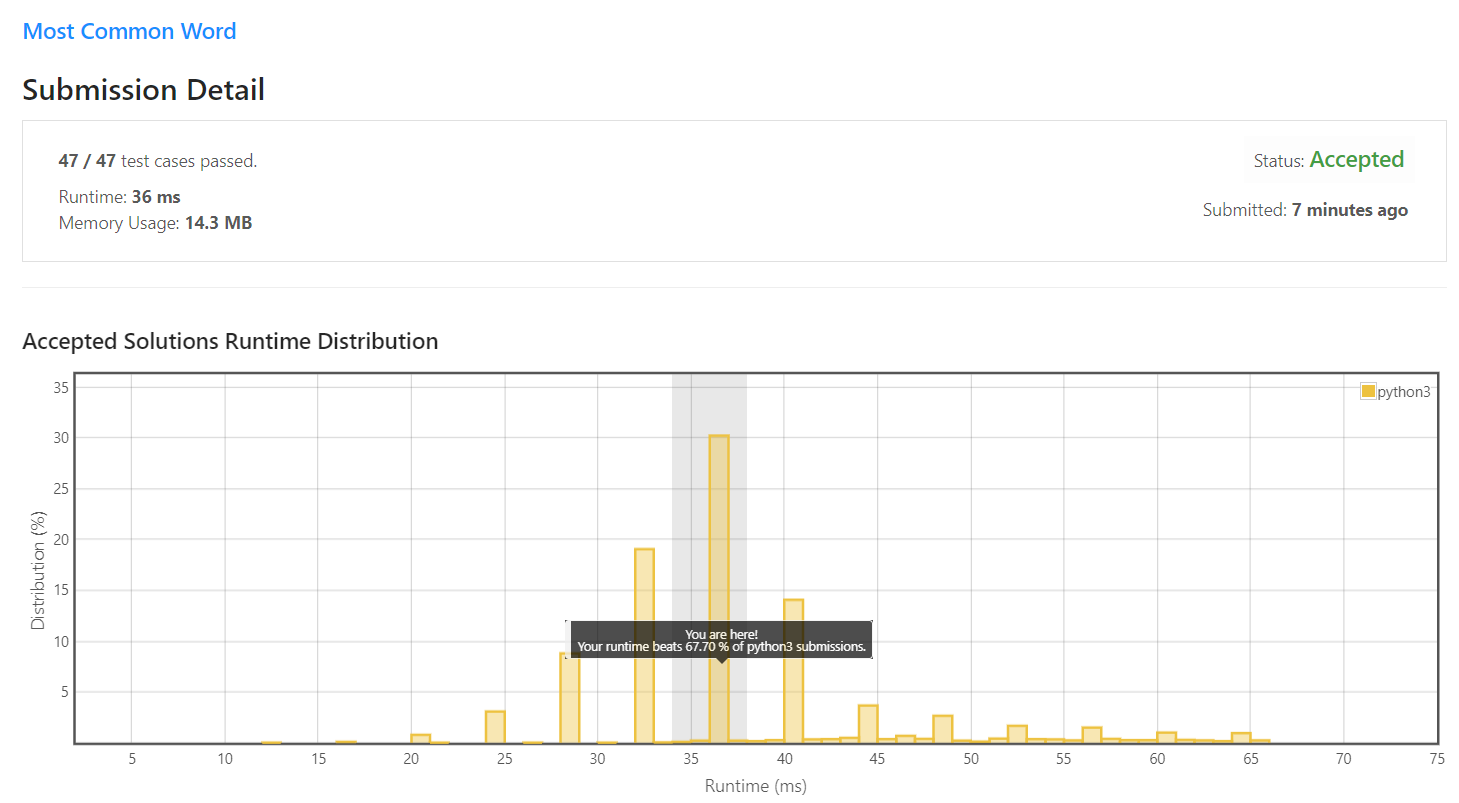 Most Common Word
Submission Detail
47 / 47 test cases passed.
Status: Accepted
Runtime: 36 ms
Submitted: 7 minutes ago
Memory Usage: 14.3 MB
Accepted Solutions Runtime Distribution
35
30
25
20
15
10
5
Distribution (%)
python3
You are here!
Your runtime beats 67.70 % of python3 submissions.
5 10 15 20 25 30 35 40 45 50 55 60 65 70 75
Runtime (ms)